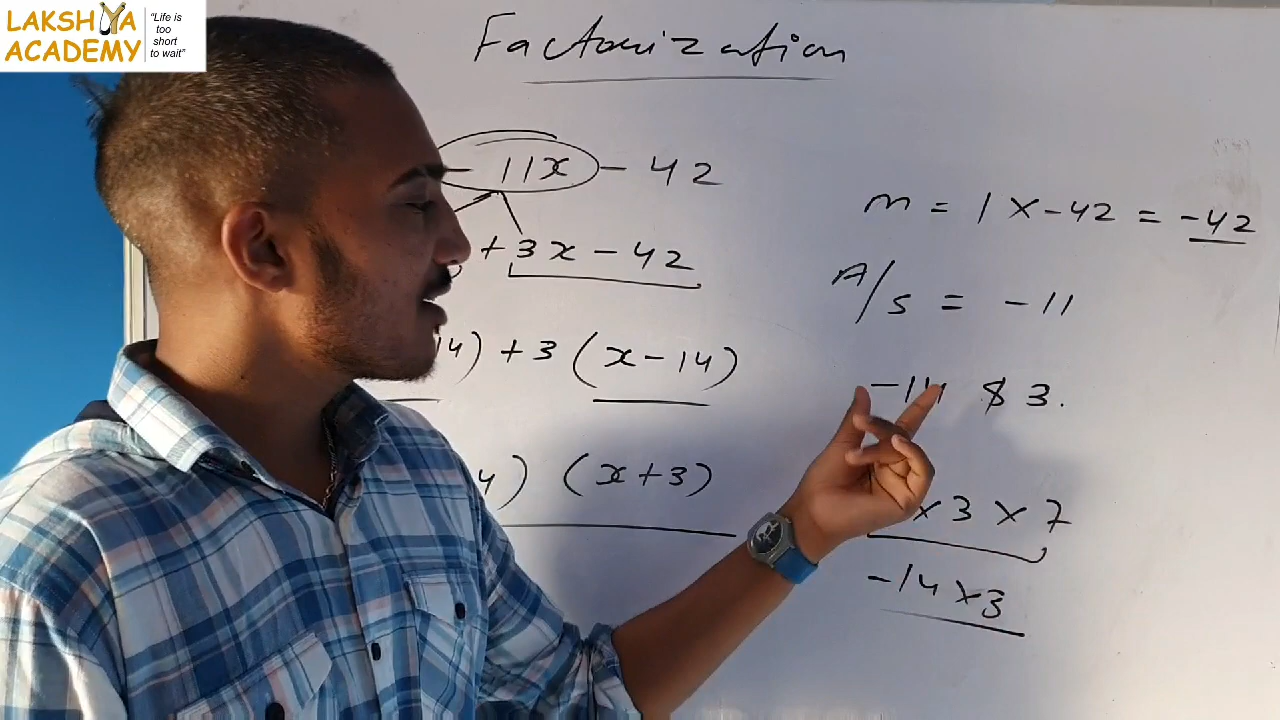 LAKSHYA ACADEMY
"Life is too short to wait"
Factorization
- 11x - 42
+ 3x - 42
14) + 3 (x - 14)
4) (x + 3)
m = 1 x -42 = -42
A/s = -11
-14 & 3.
x 3 x 7
-14 x 3